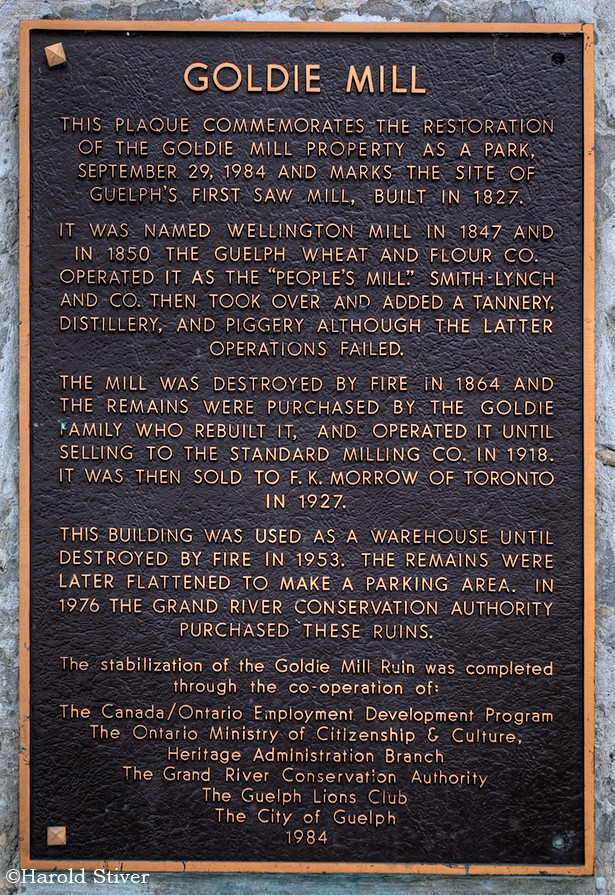 GOLDIE MILL
THIS PLAQUE COMMEMORATES THE RESTORATION
OF THE GOLDIE MILL PROPERTY AS A PARK,
SEPTEMBER 29, 1984 AND MARKS THE SITE OF
GUELPH'S FIRST SAW MILL, BUILT IN 1827.
IT WAS NAMED WELLINGTON MILL IN 1847 AND
IN 1850 THE GUELPH WHEAT AND FLOUR CO.
OPERATED IT AS THE "PEOPLE'S MILL". SMITH-LYNCH
AND CO. THEN TOOK OVER AND ADDED A TANNERY,
DISTILLERY, AND PIGGERY ALTHOUGH THE LATTER
OPERATIONS FAILED.
THE MILL WAS DESTROYED BY FIRE IN 1864 AND
THE REMAINS WERE PURCHASED BY THE GOLDIE
FAMILY WHO REBUILT IT, AND OPERATED IT UNTIL
SELLING TO THE STANDARD MILLING CO. IN 1918.
IT WAS THEN SOLD TO F. K. MORROW OF TORONTO
IN 1927.
THIS BUILDING WAS USED AS A WAREHOUSE UNTIL
DESTROYED BY FIRE IN 1953. THE REMAINS WERE
LATER FLATTENED TO MAKE A PARKING AREA. IN
1976 THE GRAND RIVER CONSERVATION AUTHORITY
PURCHASED THESE RUINS.
The stabilization of the Goldie Mill Ruin was completed
through the co-operation of:
The Canada/Ontario Employment Development Program
The Ontario Ministry of Citizenship & Culture,
Heritage Administration Branch
The Grand River Conservation Authority
The Guelph Lions Club
The City of Guelph
1984
©Harold Stiver